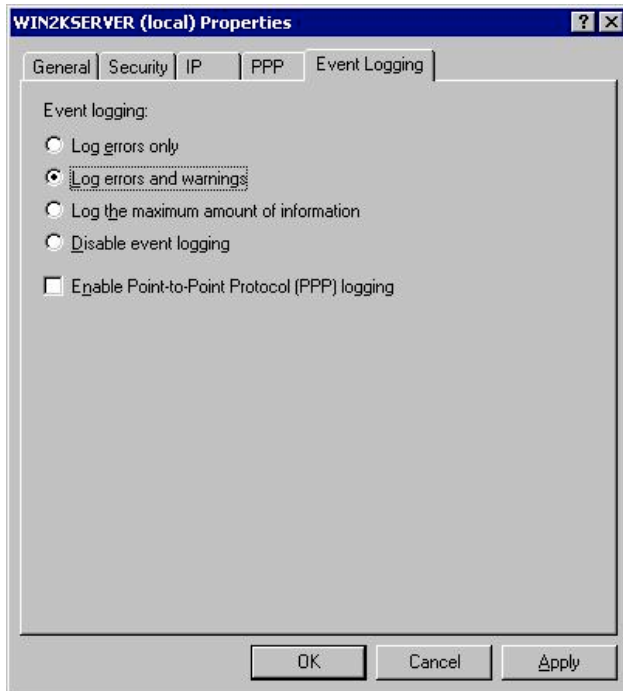 WIN2KSERVER (local) Properties
General Security IP PPP Event Logging
Event logging:
Log errors only
Log errors and warnings
Log the maximum amount of information
Disable event logging
Enable Point-to-Point Protocol (PPP) logging
OK Cancel Apply